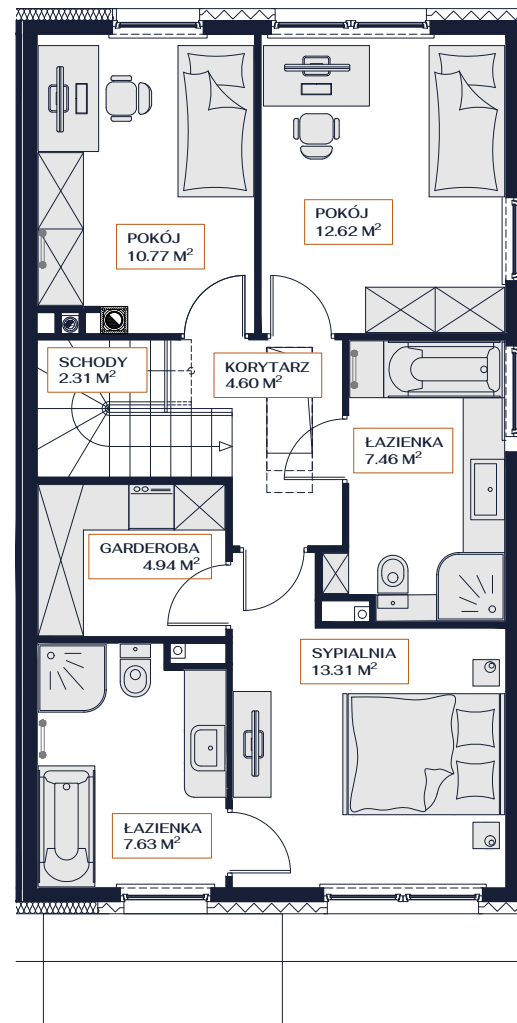 POKÓJ
10.77 M²
POKÓJ
12.62 M²
SCHODY
2.31 M²
KORYTARZ
4.60 M²
ŁAZIENKA
7.46 M²
GARDEROBA
4.94 M²
SYPIALNIA
13.31 M²
ŁAZIENKA
7.63 M²